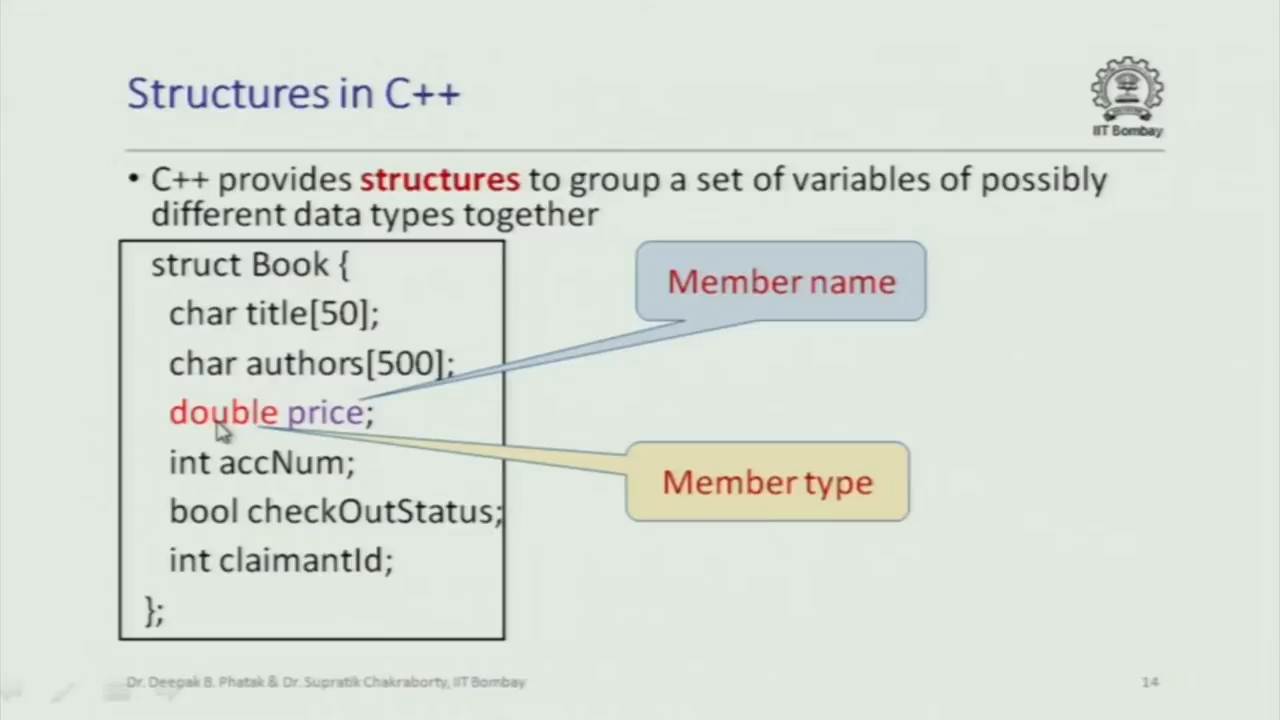 Structures in C++
IIT Bombay
• C++ provides structures to group a set of variables of possibly
different data types together
struct Book {
char title[50];
char authors[500];
double price;
int accNum;
bool checkOutStatus;
int claimantId;
};
Member name
Member type
Dr. Deepak B. Phatak & Dr. Supratik Chakraborty, IIT Bombay
14